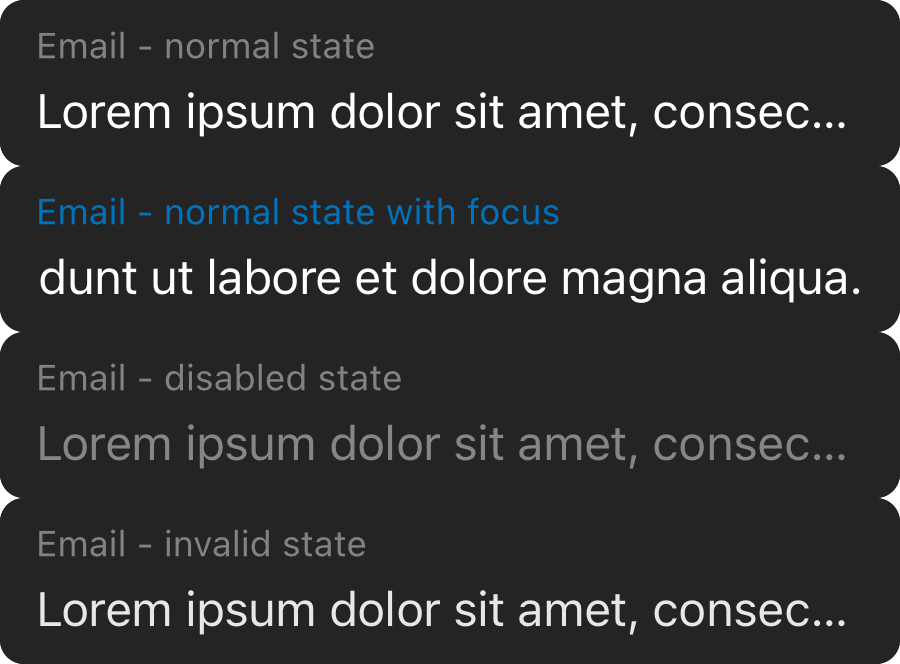 Email - normal state
Lorem ipsum dolor sit amet, consec...
Email - normal state with focus
dunt ut labore et dolore magna aliqua.
Email - disabled state
Lorem ipsum dolor sit amet, consec...
Email - invalid state
Lorem ipsum dolor sit amet, consec...